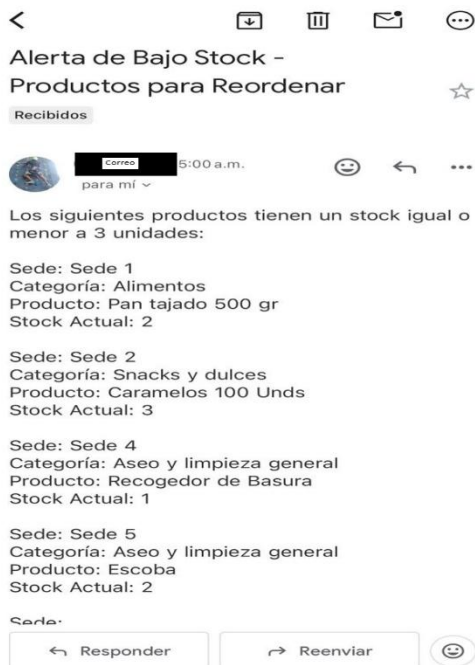 Alerta de Bajo Stock -
Productos para Reordenar
Recibidos
Correo
5:00 a.m.
para mí
Los siguientes productos tienen un stock igual o
menor a 3 unidades:
Sede: Sede 1
Categoría: Alimentos
Producto: Pan tajado 500 gr
Stock Actual: 2
Sede: Sede 2
Categoría: Snacks y dulces
Producto: Caramelos 100 Unds
Stock Actual: 3
Sede: Sede 4
Categoría: Aseo y limpieza general
Producto: Recogedor de Basura
Stock Actual: 1
Sede: Sede 5
Categoría: Aseo y limpieza general
Producto: Escoba
Stock Actual: 2
Sede:
Responder
Reenviar